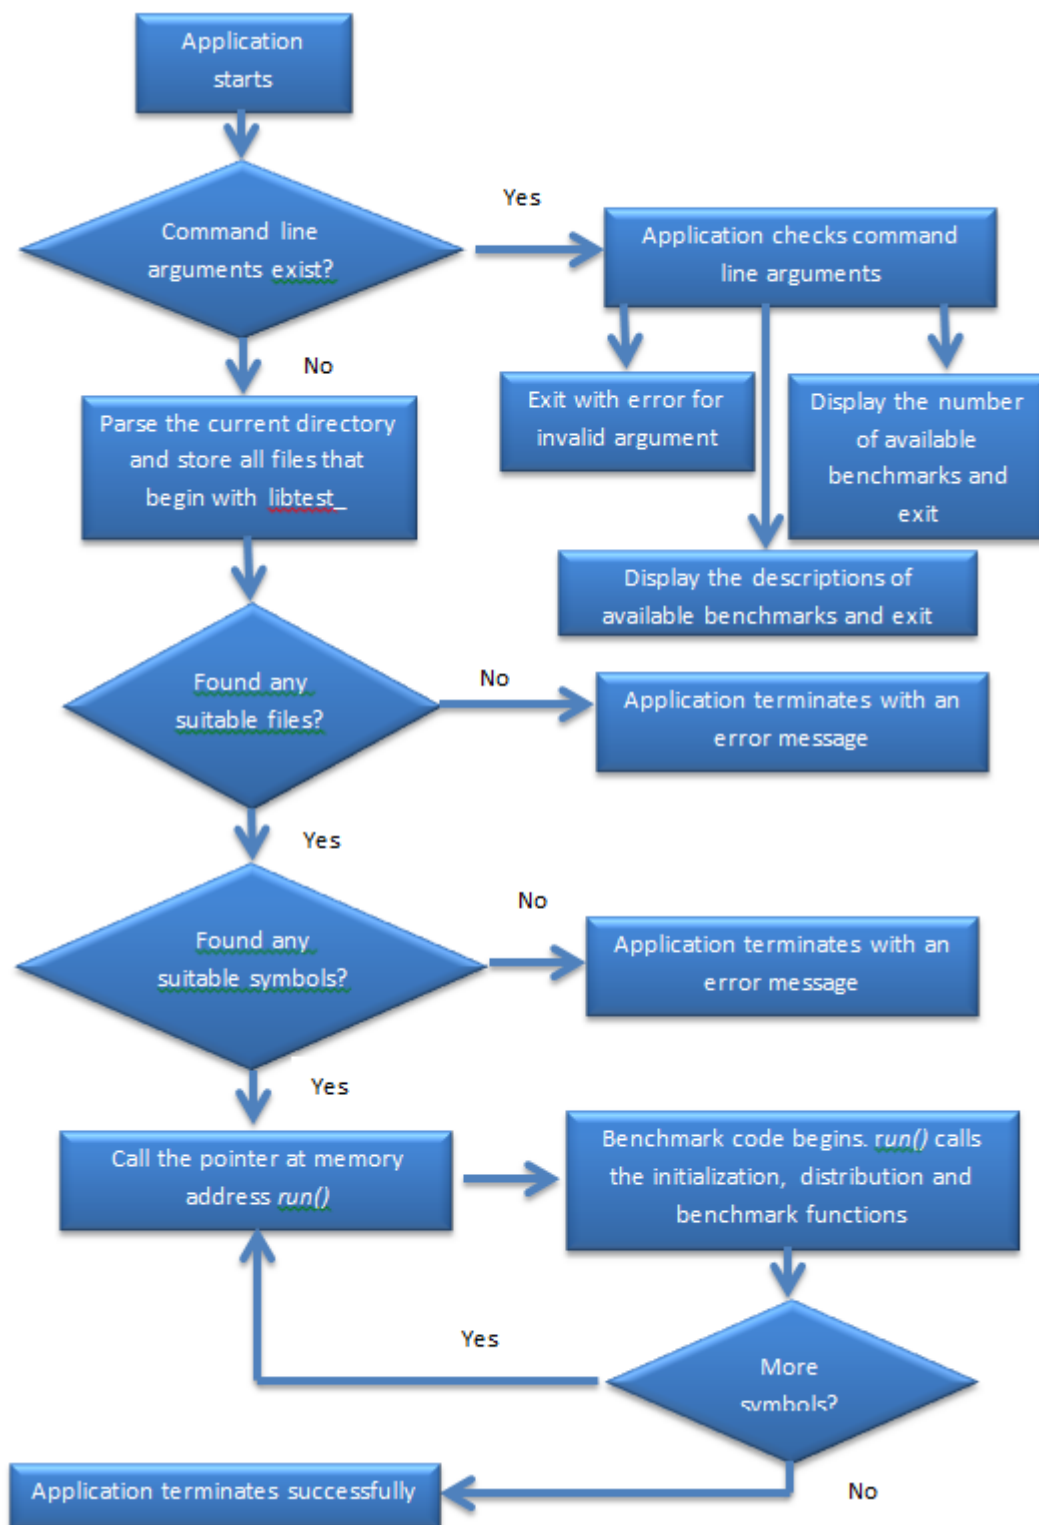 Application
starts
Command line
arguments exist?
Yes
Application checks command
line arguments
No
Parse the current directory
and store all files that
begin with libtest_
Exit with error for
invalid argument
Display the number
of available
benchmarks and
exit
Display the descriptions of
available benchmarks and exit
Found any
suitable files?
No
Application terminates with an
error message
Yes
Found any
suitable symbols?
No
Application terminates with an
error message
Yes
Call the pointer at memory
address run()
Benchmark code begins. run() calls
the initialization, distribution and
benchmark functions
More
symbols?
Yes
No
Application terminates successfully